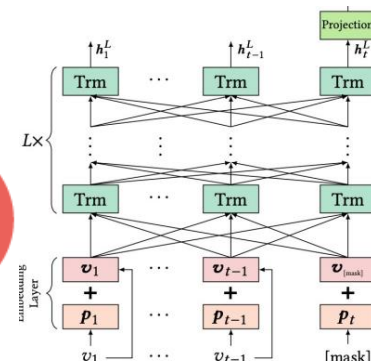 Projection
h_1^L ... h_{t-1}^L h_t^L
Trm ... Trm Trm
L×
Trm ... Trm Trm
v_1 ... v_{t-1} v_[mask]
Embedding Layer
+ ... + +
p_1 ... p_{t-1} p_t
v_1 ... v_{t-1} [mask]